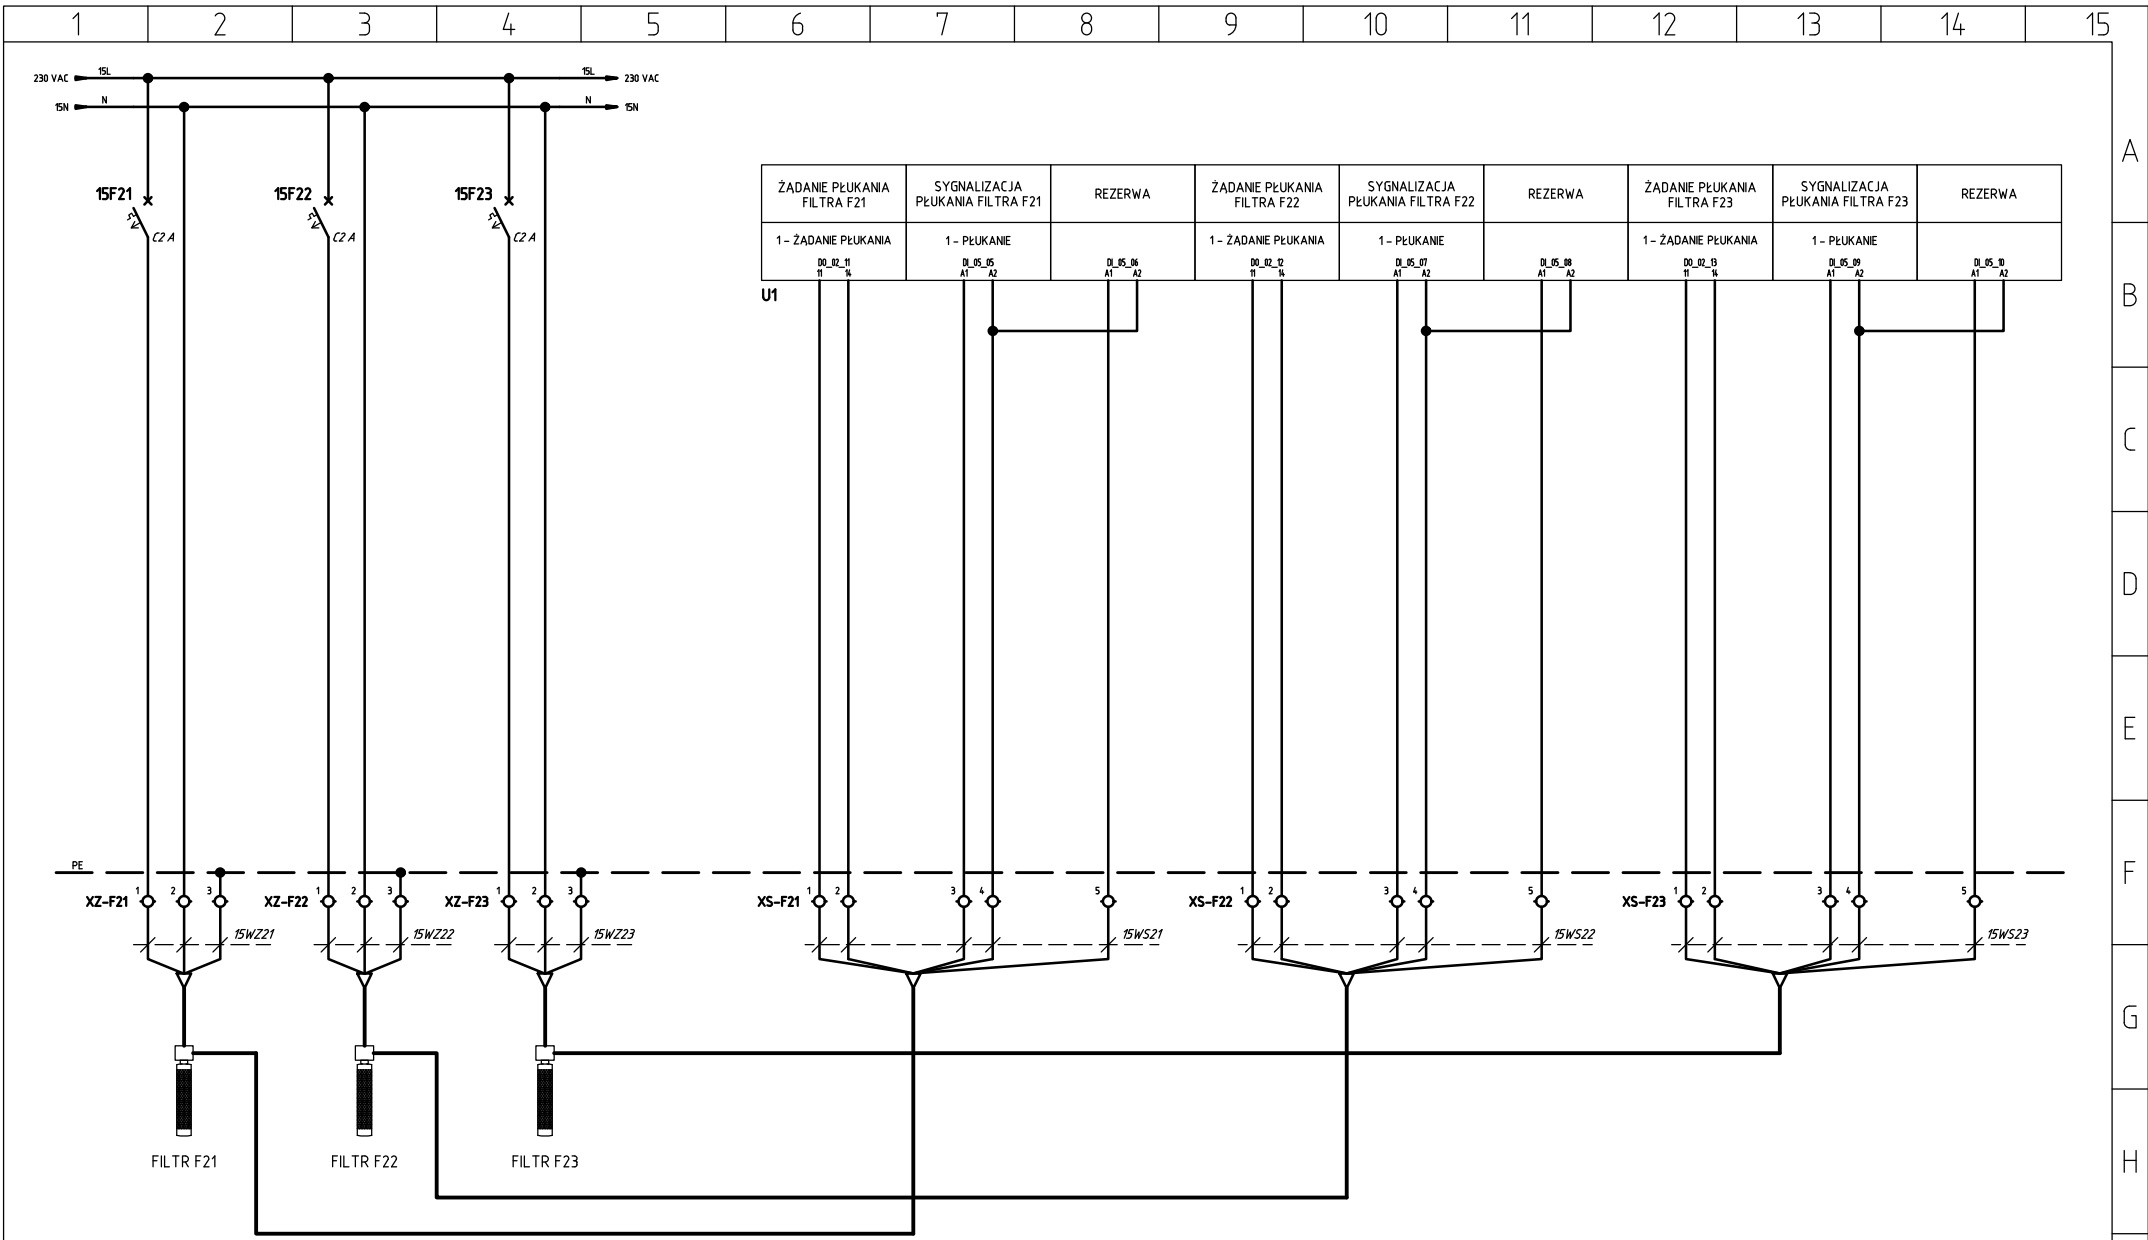 1 2 3 4 5 6 7 8 9 10 11 12 13 14 15
230 VAC 15L 15L 230 VAC
15N N N 15N
A
15F21 15F22 15F23
C2 A C2 A C2 A
ŻĄDANIE PŁUKANIA
FILTRA F21
SYGNALIZACJA
PŁUKANIA FILTRA F21
REZERWA
ŻĄDANIE PŁUKANIA
FILTRA F22
SYGNALIZACJA
PŁUKANIA FILTRA F22
REZERWA
ŻĄDANIE PŁUKANIA
FILTRA F23
SYGNALIZACJA
PŁUKANIA FILTRA F23
REZERWA
1 - ŻĄDANIE PŁUKANIA 1 - PŁUKANIE 1 - ŻĄDANIE PŁUKANIA 1 - PŁUKANIE 1 - ŻĄDANIE PŁUKANIA 1 - PŁUKANIE
DO_02_11 DI_05_05 DI_05_06 DO_02_12 DI_05_07 DI_05_08 DO_02_13 DI_05_09 DI_05_10
11 14 A1 A2 A1 A2 11 14 A1 A2 A1 A2 11 14 A1 A2 A1 A2
U1
B
C
D
E
PE
F
1 2 3 1 2 3 1 2 3 1 2 3 4 5 1 2 3 4 5 1 2 3 4 5
XZ-F21 XZ-F22 XZ-F23 XS-F21 XS-F22 XS-F23
15WZ21 15WZ22 15WZ23 15WS21 15WS22 15WS23
G
FILTR F21 FILTR F22 FILTR F23
H